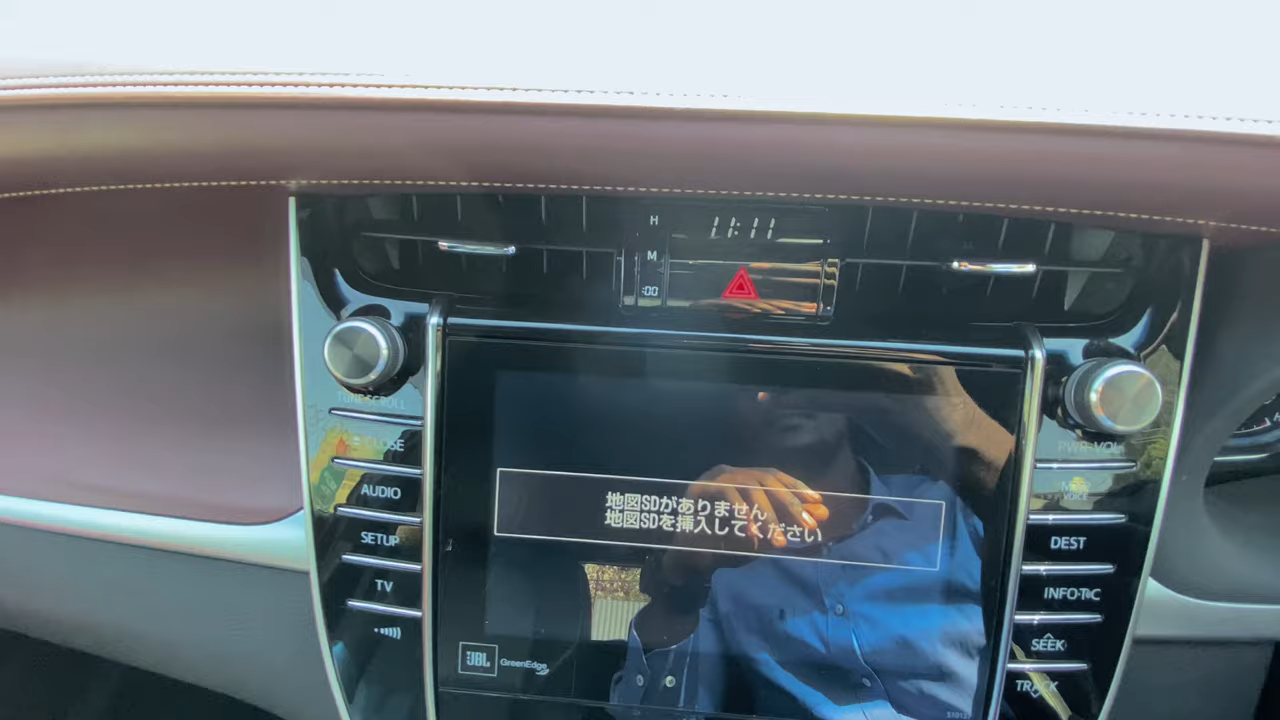 H
11:11
M
:00
TUNE·SCROLL
CLOSE
AUDIO
SETUP
TV
地図SDがありません
地図SDを挿入してください
JBL GreenEdge
PWR·VOL
VOICE
DEST
INFO·TC
SEEK
TRACK